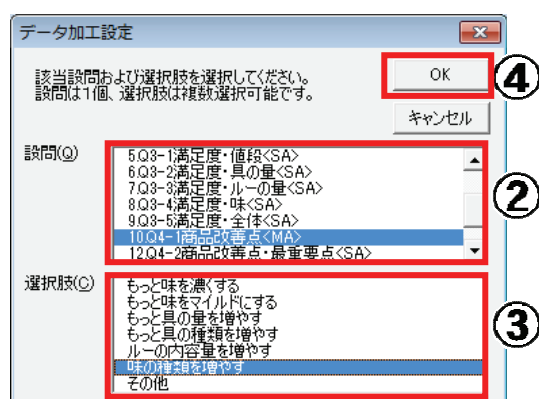 データ加工設定
該当設問および選択肢を選択してください。
設問は1個、選択肢は複数選択可能です。
OK
④
キャンセル
設問(Q)
5.Q3-1満足度・値段<SA>
6.Q3-2満足度・具の量<SA>
7.Q3-3満足度・ルーの量<SA>
8.Q3-4満足度・味<SA>
9.Q3-5満足度・全体<SA>
10.Q4-1商品改善点<MA>
12.Q4-2商品改善点・最重要点<SA>
②
選択肢(C)
もっと味を濃くする
もっと味をマイルドにする
もっと具の量を増やす
もっと具の種類を増やす
ルーの内容量を増やす
味の種類を増やす
その他
③